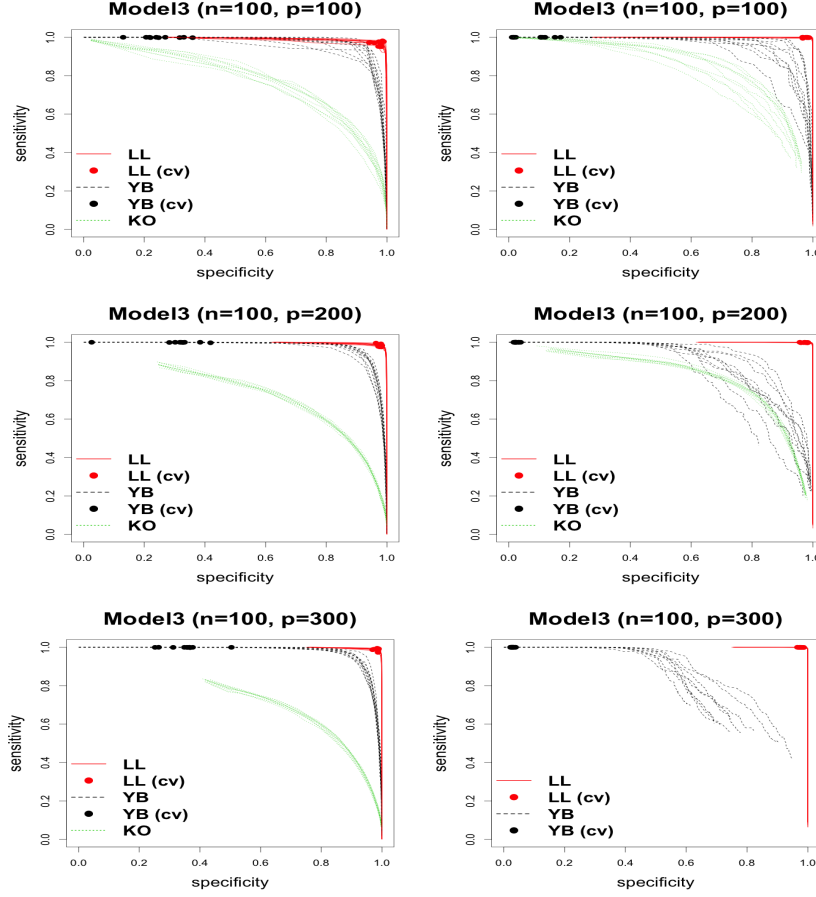 Model3 (n=100, p=100)
sensitivity
0.0 0.2 0.4 0.6 0.8 1.0
LL
LL (cv)
YB
YB (cv)
KO
0.0 0.2 0.4 0.6 0.8 1.0
specificity
Model3 (n=100, p=100)
sensitivity
0.0 0.2 0.4 0.6 0.8 1.0
LL
LL (cv)
YB
YB (cv)
KO
0.0 0.2 0.4 0.6 0.8 1.0
specificity
Model3 (n=100, p=200)
sensitivity
0.0 0.2 0.4 0.6 0.8 1.0
LL
LL (cv)
YB
YB (cv)
KO
0.0 0.2 0.4 0.6 0.8 1.0
specificity
Model3 (n=100, p=200)
sensitivity
0.0 0.2 0.4 0.6 0.8 1.0
LL
LL (cv)
YB
YB (cv)
KO
0.0 0.2 0.4 0.6 0.8 1.0
specificity
Model3 (n=100, p=300)
sensitivity
0.0 0.2 0.4 0.6 0.8 1.0
LL
LL (cv)
YB
YB (cv)
KO
0.0 0.2 0.4 0.6 0.8 1.0
specificity
Model3 (n=100, p=300)
sensitivity
0.0 0.2 0.4 0.6 0.8 1.0
LL
LL (cv)
YB
YB (cv)
0.0 0.2 0.4 0.6 0.8 1.0
specificity